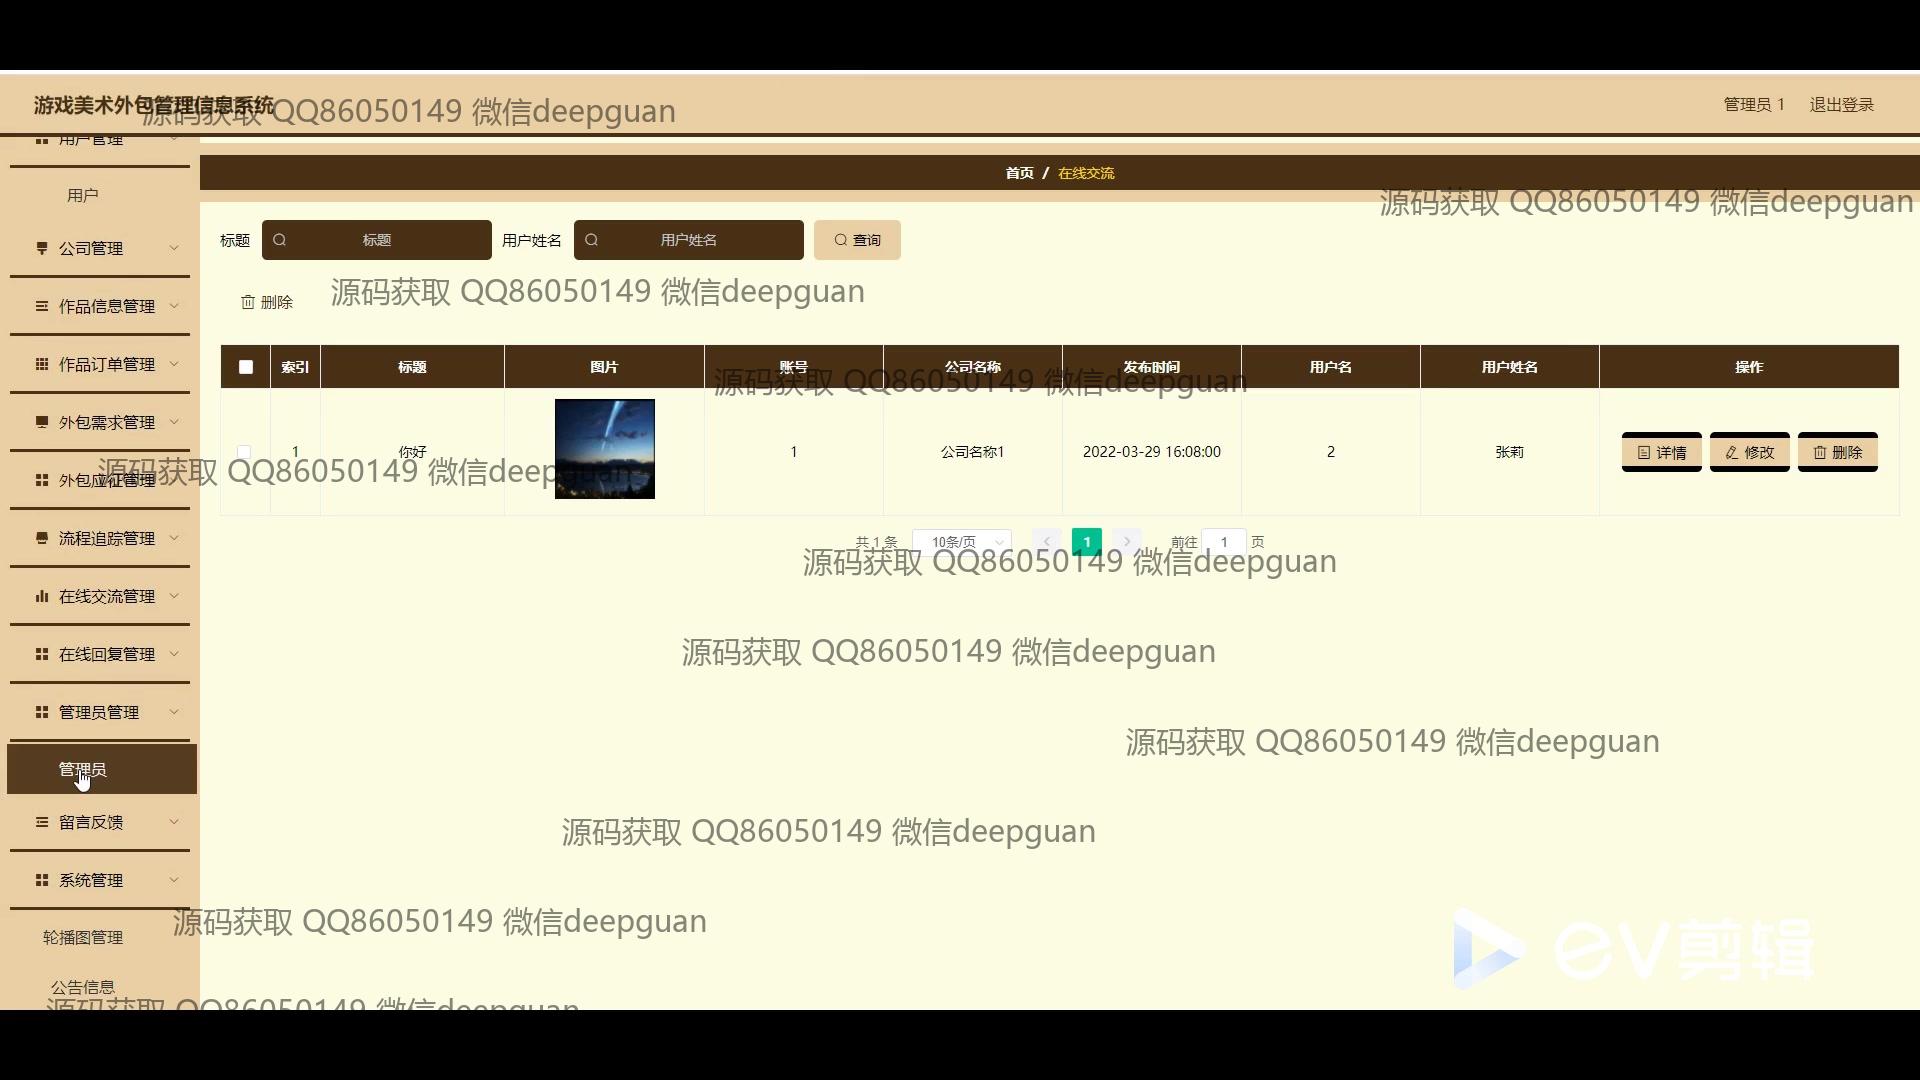 游戏美术外包管理信息系统
管理员 1
退出登录
源码获取 QQ86050149 微信deepguan
用户管理
用户
公司管理
作品信息管理
作品订单管理
外包需求管理
外包应征管理
流程追踪管理
在线交流管理
在线回复管理
管理员管理
管理员
留言反馈
系统管理
轮播图管理
公告信息
首页 / 在线交流
源码获取 QQ86050149 微信deepguan
标题 标题 用户姓名 用户姓名 查询
删除
源码获取 QQ86050149 微信deepguan
索引 标题 图片 账号 公司名称 发布时间 用户名 用户姓名 操作
源码获取 QQ86050149 微信deepguan
1 你好 1 公司名称1 2022-03-29 16:08:00 2 张莉 详情 修改 删除
源码获取 QQ86050149 微信deepguan
共 1 条 10条/页 1 前往 1 页
源码获取 QQ86050149 微信deepguan
源码获取 QQ86050149 微信deepguan
源码获取 QQ86050149 微信deepguan
源码获取 QQ86050149 微信deepguan
源码获取 QQ86050149 微信deepguan
EV剪辑
源码获取 QQ86050149 微信deepguan